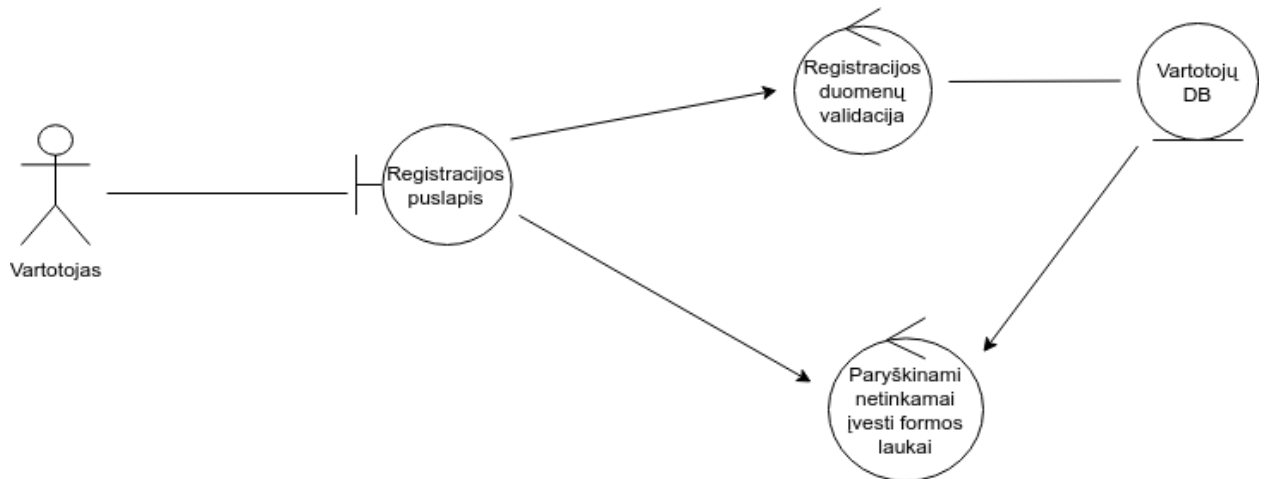 Vartotojas
Registracijos
puslapis
Registracijos
duomenų
validacija
Vartotojų
DB
Paryškinami
netinkamai
įvesti formos
laukai